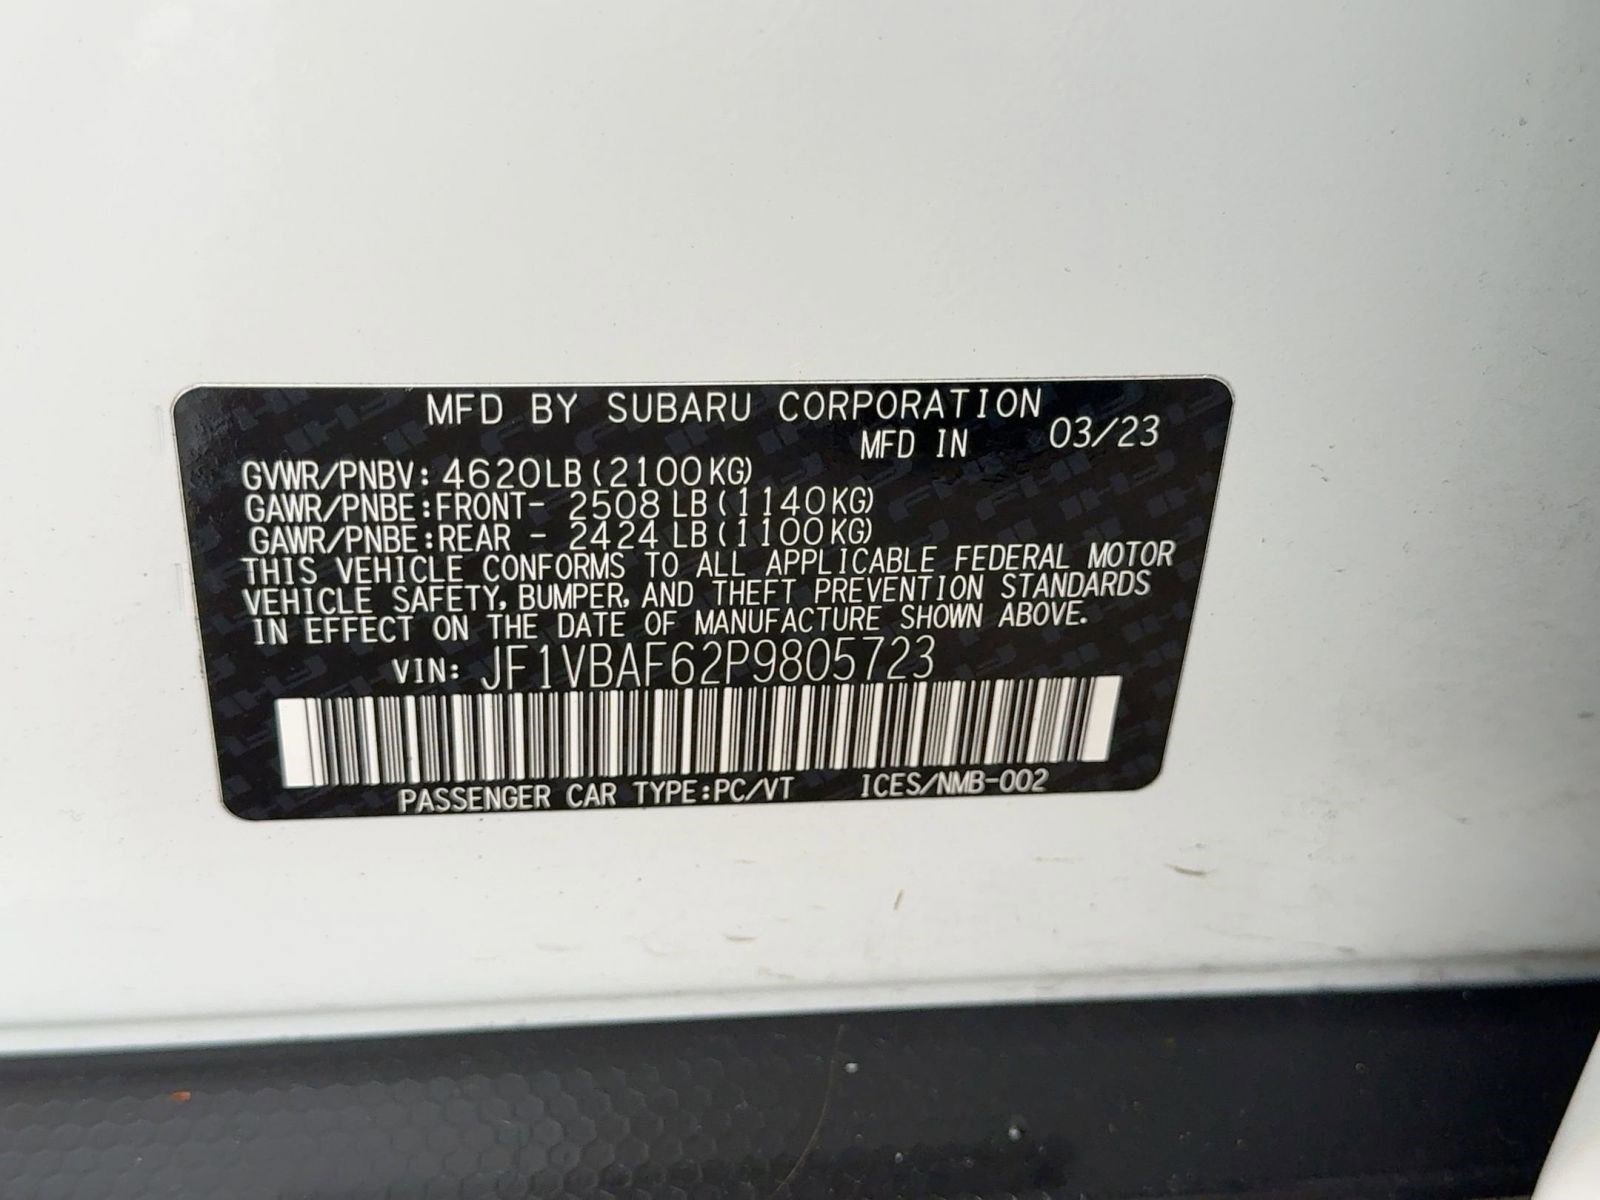 MFD BY SUBARU CORPORATION
MFD IN 03/23
GVWR/PNBV: 4620LB(2100KG)
GAWR/PNBE:FRONT- 2508 LB(1140KG)
GAWR/PNBE:REAR - 2424 LB(1100KG)
THIS VEHICLE CONFORMS TO ALL APPLICABLE FEDERAL MOTOR
VEHICLE SAFETY, BUMPER, AND THEFT PREVENTION STANDARDS
IN EFFECT ON THE DATE OF MANUFACTURE SHOWN ABOVE.
VIN: JF1VBAF62P9805723
PASSENGER CAR TYPE:PC/VT ICES/NMB-002